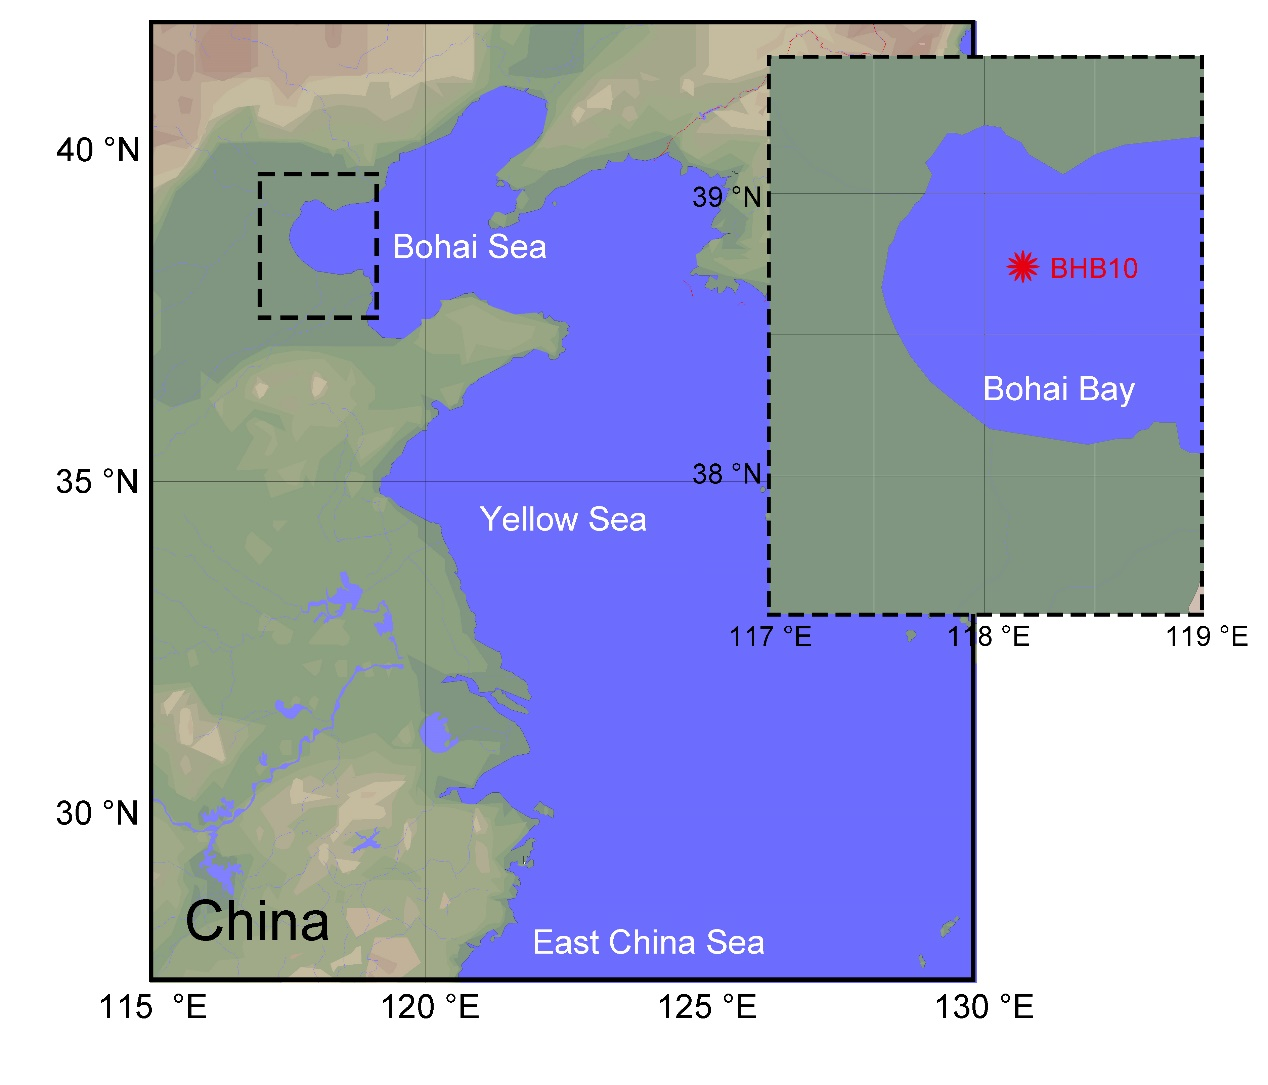 40 °N
39 °N
Bohai Sea
BHB10
Bohai Bay
35 °N
38 °N
Yellow Sea
117 °E
118 °E
119 °E
30 °N
China
East China Sea
115 °E
120 °E
125 °E
130 °E